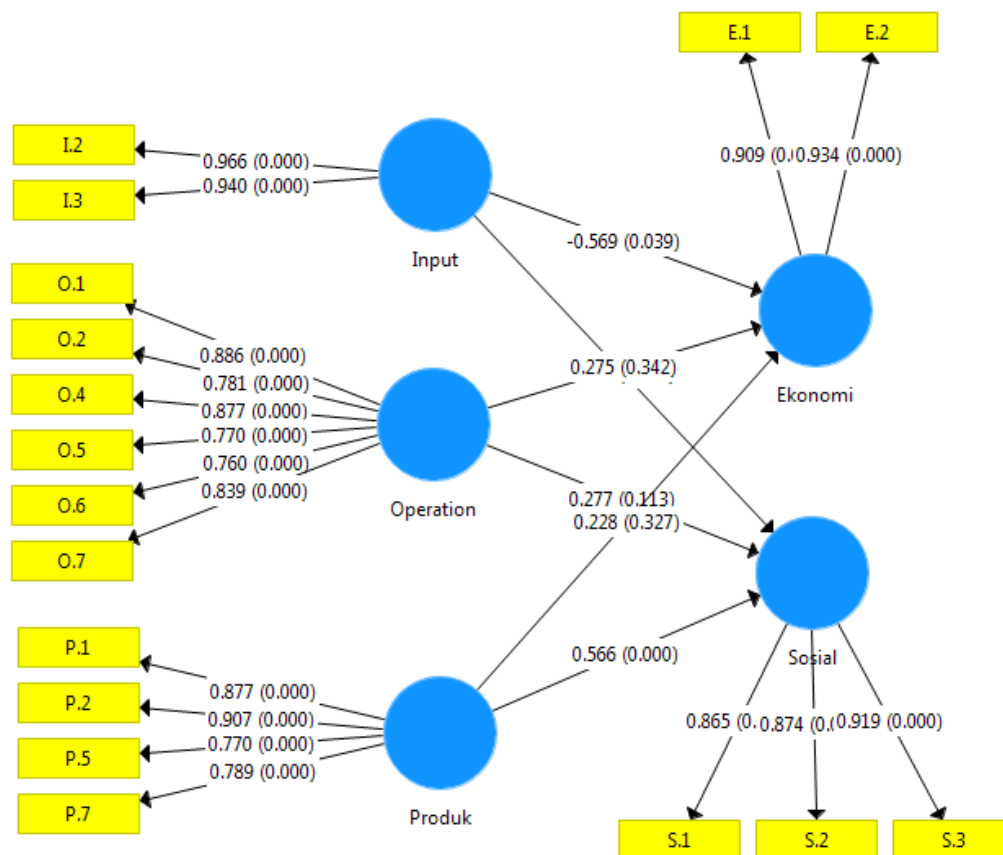 E.1
E.2
I.2
I.3
0.966 (0.000)
0.940 (0.000)
0.909 (0.
0.934 (0.000)
Input
-0.569 (0.039)
O.1
O.2
O.4
O.5
O.6
O.7
0.886 (0.000)
0.781 (0.000)
0.877 (0.000)
0.770 (0.000)
0.760 (0.000)
0.839 (0.000)
0.275 (0.342)
Ekonomi
Operation
0.277 (0.113)
0.228 (0.327)
P.1
P.2
P.5
P.7
0.877 (0.000)
0.907 (0.000)
0.770 (0.000)
0.789 (0.000)
0.566 (0.000)
Sosial
Produk
0.865 (0.
0.874 (0.
0.919 (0.000)
S.1
S.2
S.3